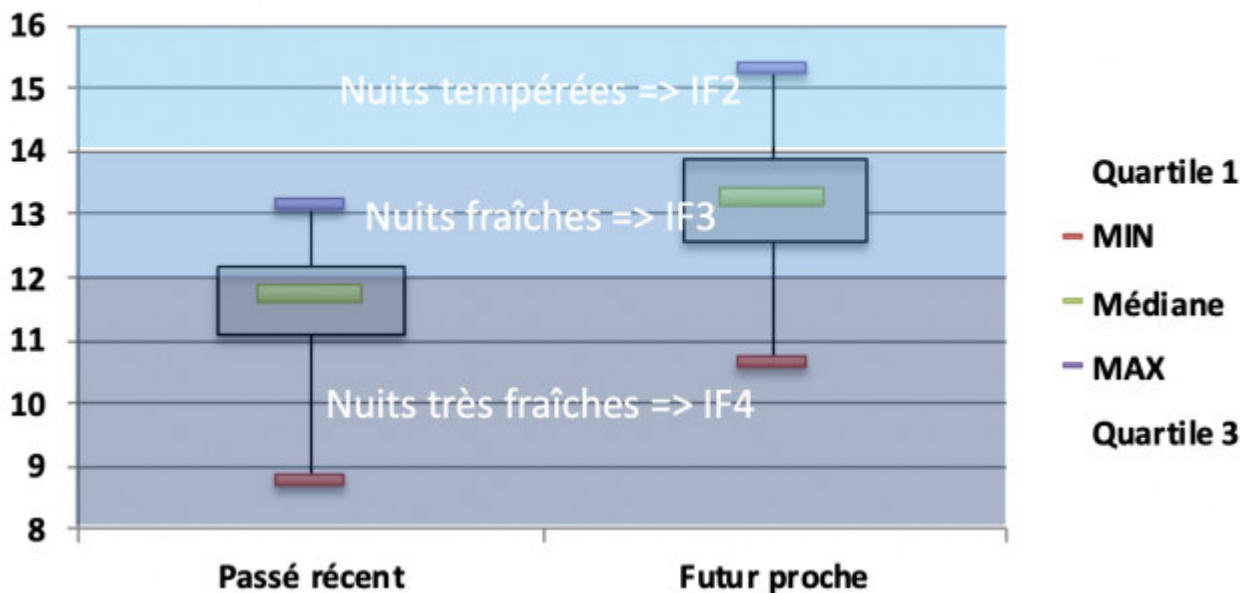 16
15
14
13
12
11
10
9
8
Nuits tempérées => IF2
Nuits fraîches => IF3
Nuits très fraîches => IF4
Passé récent
Futur proche
Quartile 1
MIN
Médiane
MAX
Quartile 3